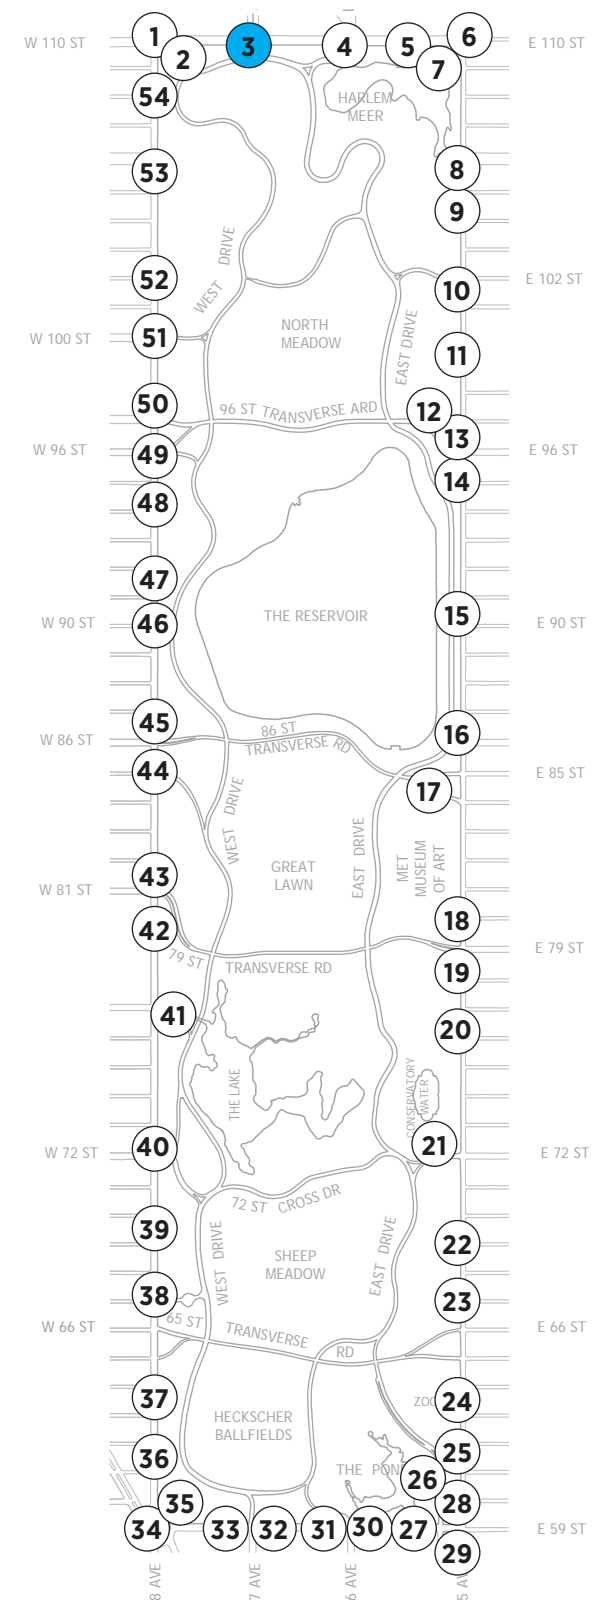 1
2
3
4
5
6
7
W 110 ST
E 110 ST
54
HARLEM
MEER
53
8
9
WEST DRIVE
52
10
E 102 ST
W 100 ST
51
NORTH
MEADOW
EAST DRIVE
11
50
96 ST TRANSVERSE ARD
12
13
W 96 ST
49
E 96 ST
14
48
47
W 90 ST
46
THE RESERVOIR
15
E 90 ST
45
W 86 ST
86 ST
TRANSVERSE RD
16
44
E 85 ST
17
WEST DRIVE
EAST DRIVE
MET
MUSEUM
OF ART
GREAT
LAWN
43
W 81 ST
42
18
79 ST
TRANSVERSE RD
E 79 ST
19
41
20
THE LAKE
CONSERVATORY
WATER
W 72 ST
40
21
E 72 ST
72 ST CROSS DR
39
WEST DRIVE
SHEEP
MEADOW
EAST DRIVE
22
38
23
W 66 ST
65 ST
TRANSVERSE
RD
E 66 ST
37
ZOO
24
HECKSCHER
BALLFIELDS
36
25
THE POND
26
35
28
34
33
32
31
30
27
E 59 ST
29
8 AVE
7 AVE
6 AVE
5 AV